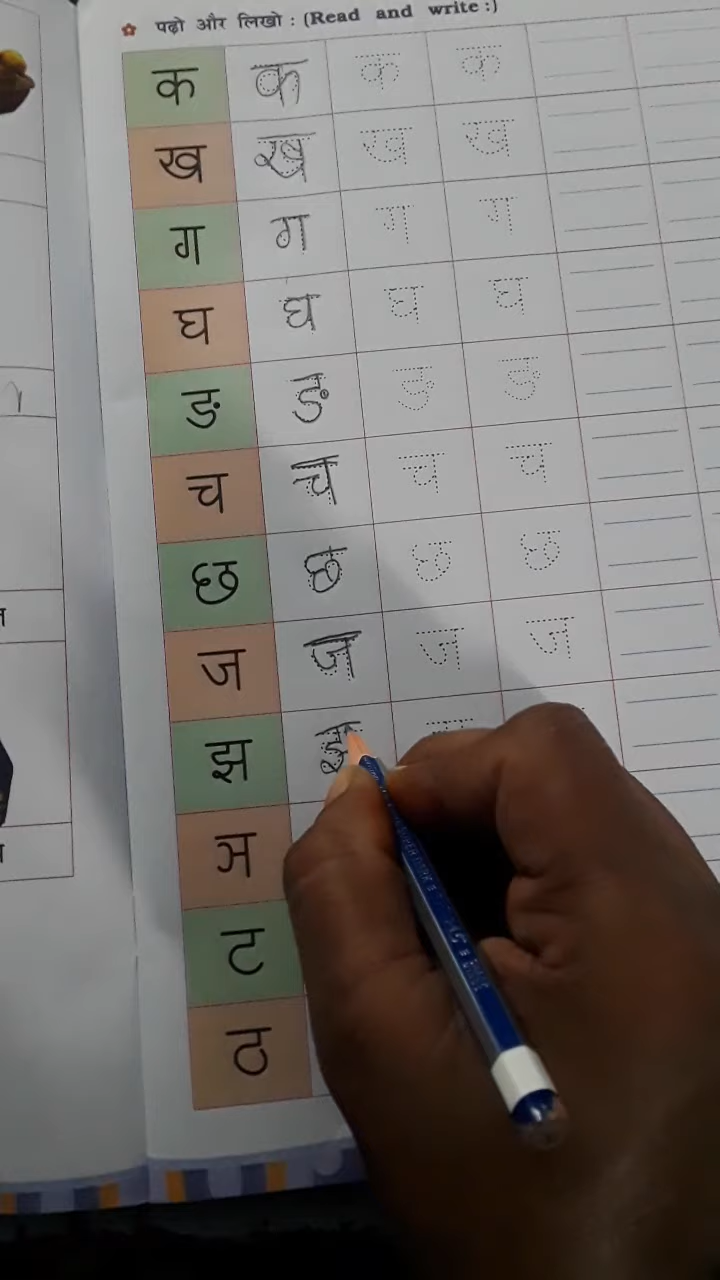 पढ़ो और लिखो : (Read and write :)
क क क क
ख ख ख ख
ग ग ग ग
घ घ घ घ
ङ ङ ङ ङ
च च च च
छ छ छ छ
ज ज ज ज
झ झ
ञ
ट
ठ